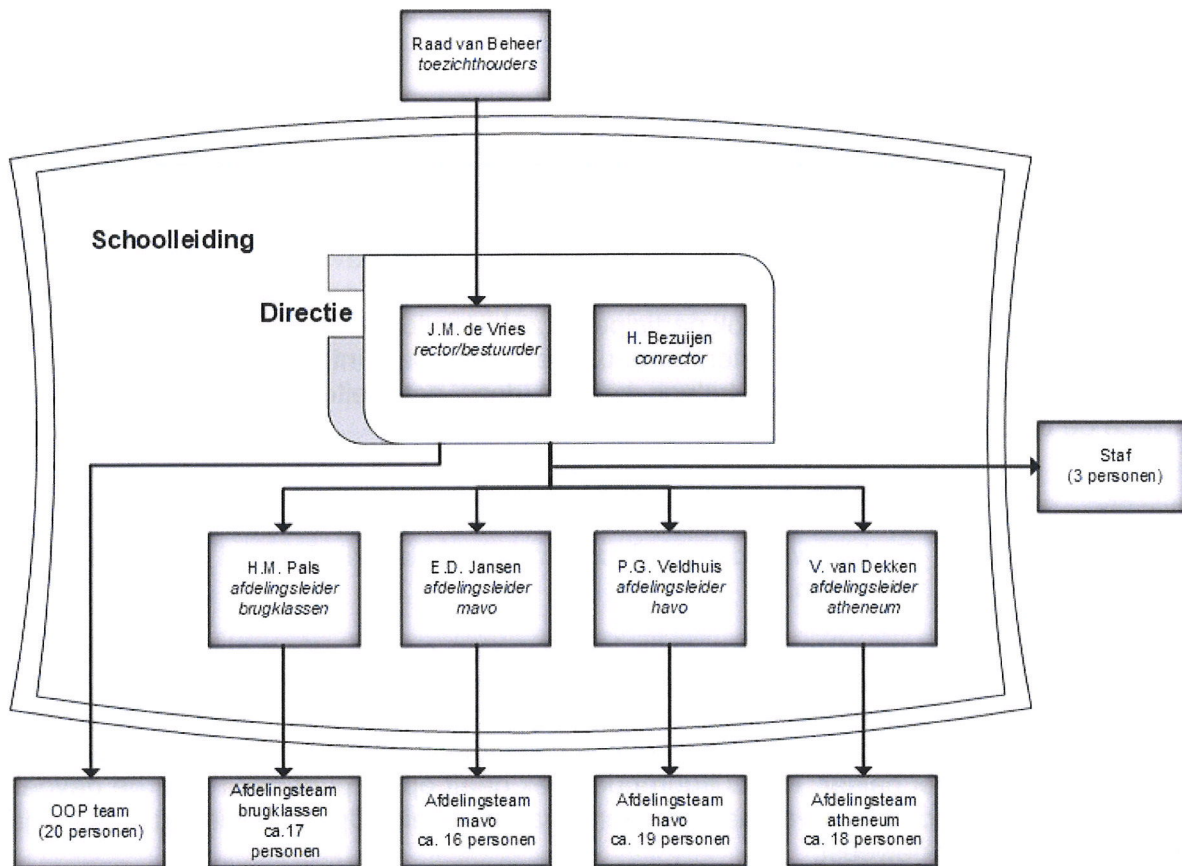 Raad van Beheer
toezichthouders
Schoolleiding
Directie
J.M. de Vries
rector/bestuurder
H. Bezuijen
conrector
Staf
(3 personen)
H.M. Pals
afdelingsleider
brugklassen
E.D. Jansen
afdelingsleider
mavo
P.G. Veldhuis
afdelingsleider
havo
V. van Dekken
afdelingsleider
atheneum
OOP team
(20 personen)
Afdelingsteam
brugklassen
ca.17
personen
Afdelingsteam
mavo
ca. 16 personen
Afdelingsteam
havo
ca. 19 personen
Afdelingsteam
atheneum
ca. 18 personen